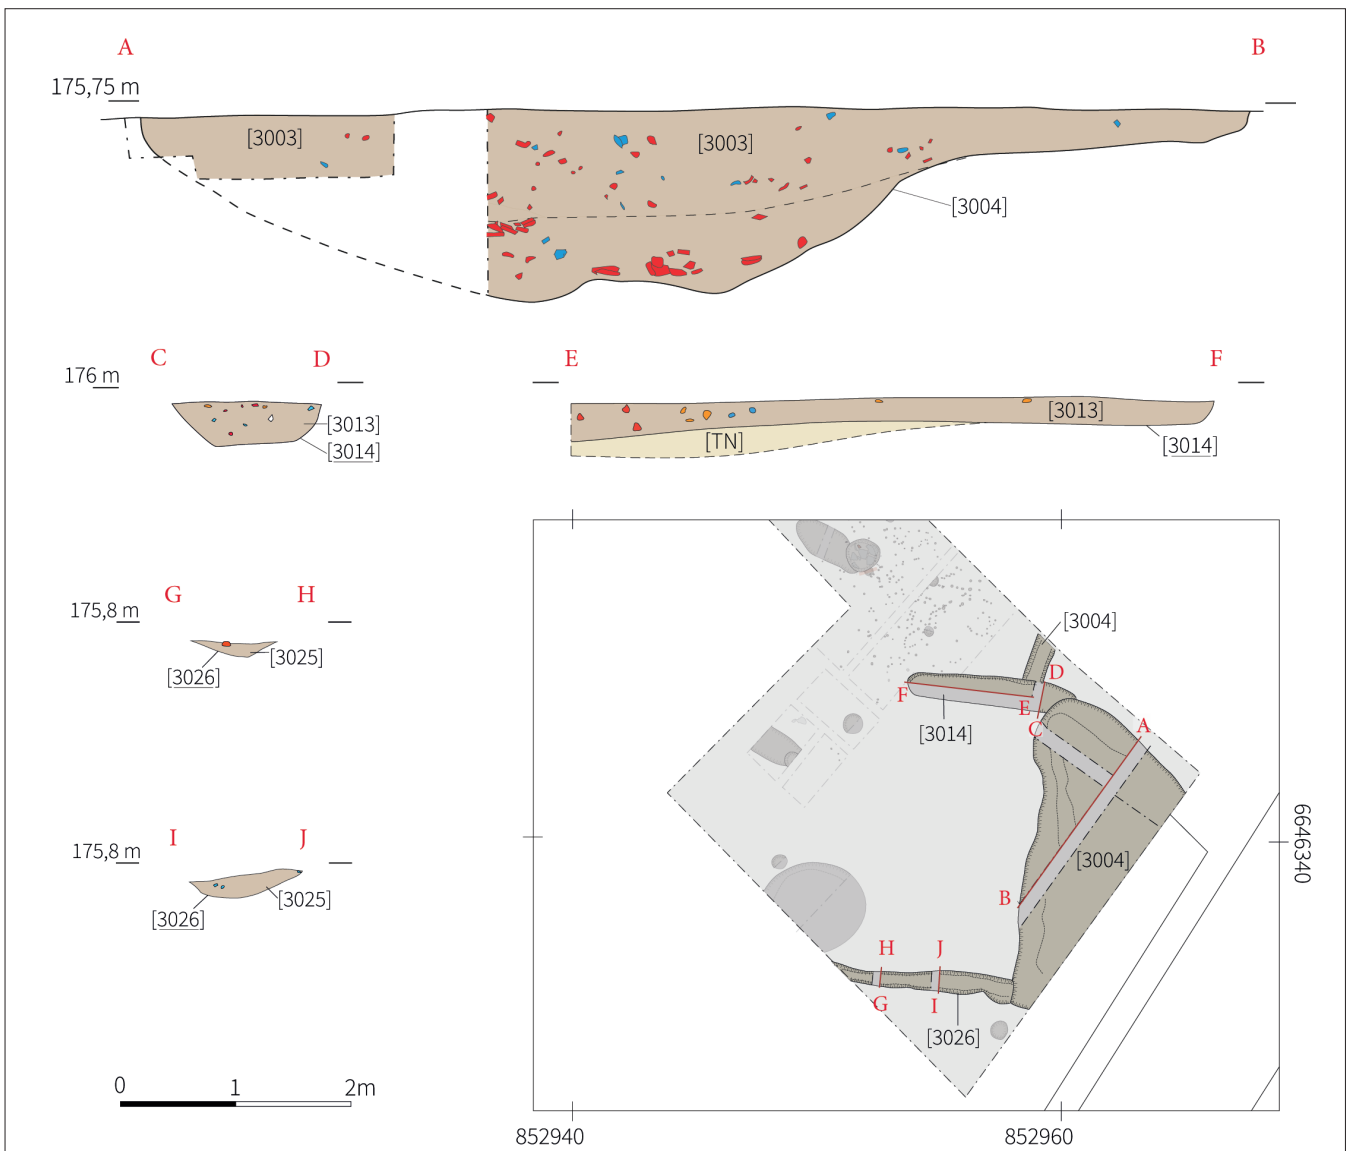 A
B
175,75 m
[3003]
[3003]
[3004]
C
D
E
F
176 m
[3013]
[3014]
[3013]
[TN]
[3014]
G
H
175,8 m
[3025]
[3026]
I
J
175,8 m
[3025]
[3026]
[3004]
D
F
E
C
A
[3014]
[3004]
B
H
J
G
I
[3026]
6646340
0 1 2m
852940
852960